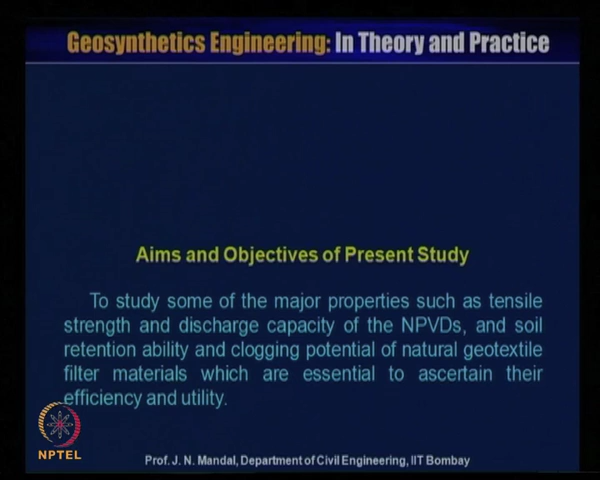 Geosynthetics Engineering: In Theory and Practice
Aims and Objectives of Present Study
To study some of the major properties such as tensile
strength and discharge capacity of the NPVDs, and soil
retention ability and clogging potential of natural geotextile
filter materials which are essential to ascertain their
efficiency and utility.
NPTEL
Prof. J. N. Mandal, Department of Civil Engineering, IIT Bombay